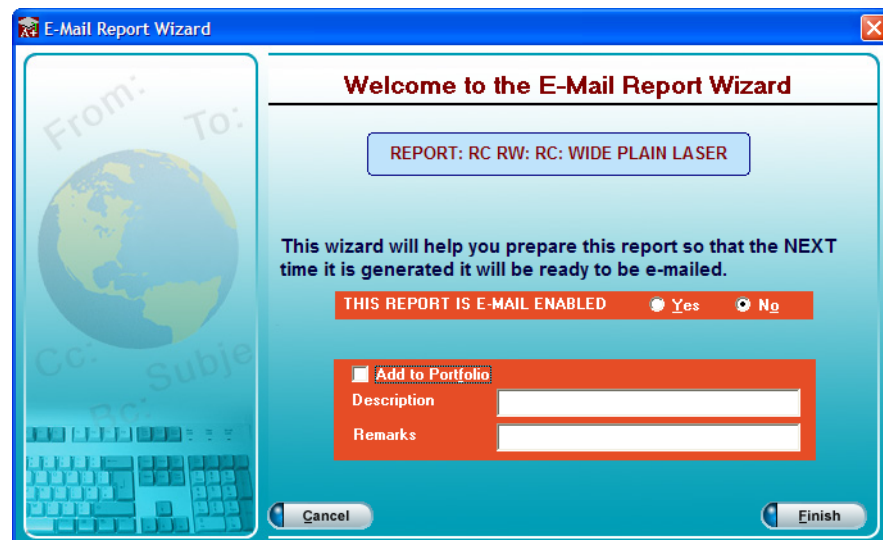 E-Mail Report Wizard
From:
To:
Cc:
Subje
Bc:
Welcome to the E-Mail Report Wizard
REPORT: RC RW: RC: WIDE PLAIN LASER
This wizard will help you prepare this report so that the NEXT
time it is generated it will be ready to be e-mailed.
THIS REPORT IS E-MAIL ENABLED Yes No
Add to Portfolio
Description
Remarks
Cancel Finish